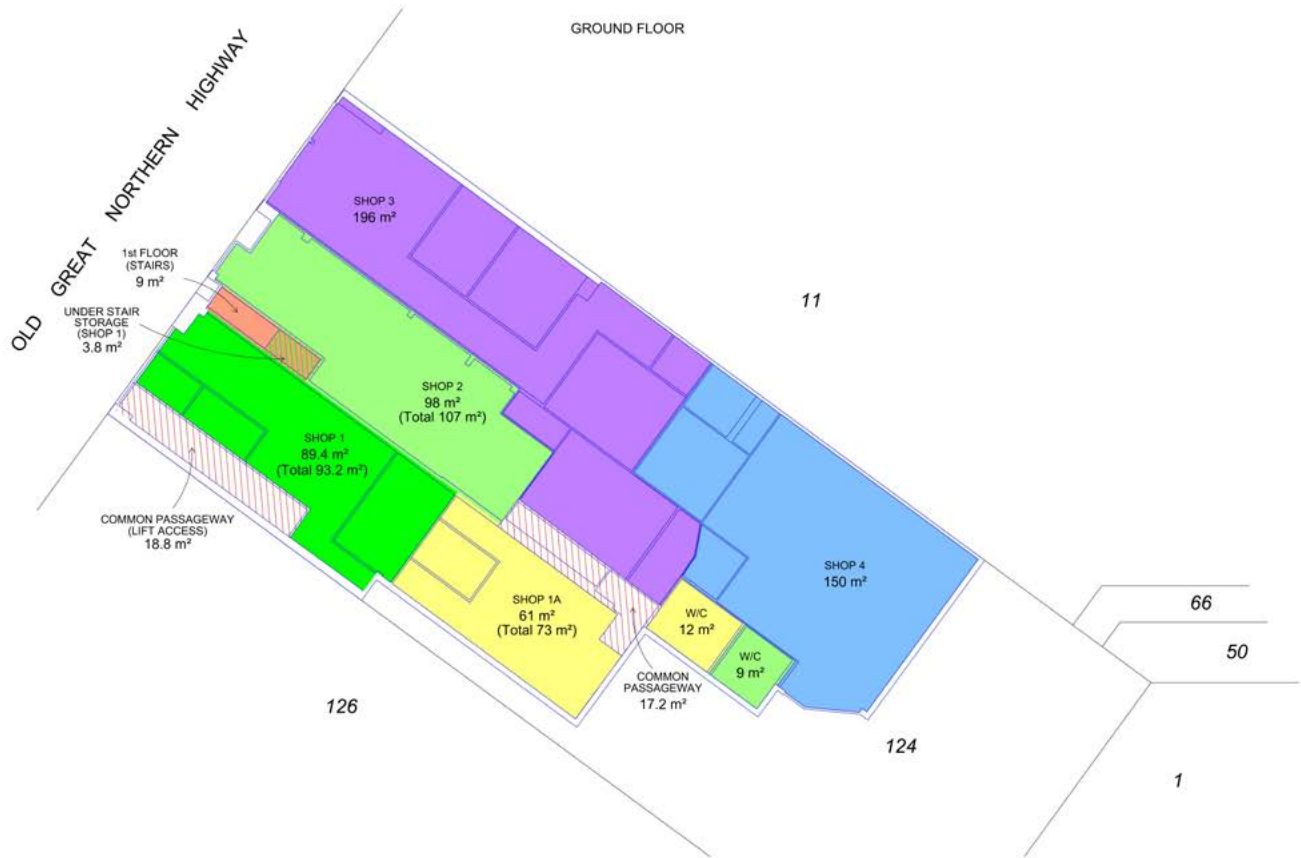 GROUND FLOOR
OLD GREAT NORTHERN HIGHWAY
SHOP 3
196 m²
1st FLOOR
(STAIRS)
9 m²
UNDER STAIR
STORAGE
(SHOP 1)
3.8 m²
11
SHOP 2
98 m²
(Total 107 m²)
SHOP 1
89.4 m²
(Total 93.2 m²)
COMMON PASSAGEWAY
(LIFT ACCESS)
18.8 m²
SHOP 4
150 m²
SHOP 1A
61 m²
(Total 73 m²)
W/C
12 m²
W/C
9 m²
COMMON
PASSAGEWAY
17.2 m²
66
50
126
124
1